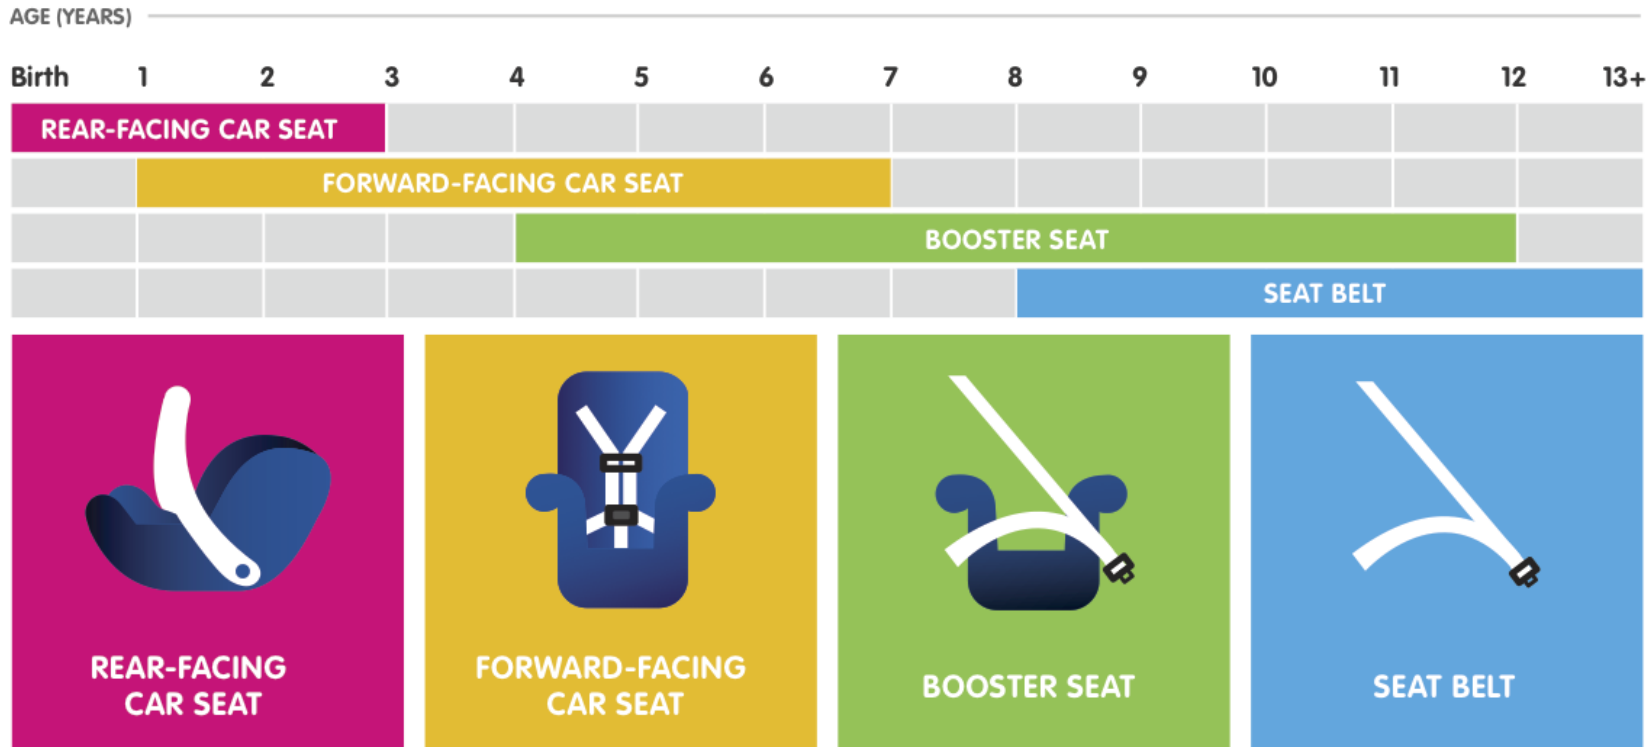 AGE (YEARS)
Birth 1 2 3 4 5 6 7 8 9 10 11 12 13+
REAR-FACING CAR SEAT
FORWARD-FACING CAR SEAT
BOOSTER SEAT
SEAT BELT
REAR-FACING
CAR SEAT
FORWARD-FACING
CAR SEAT
BOOSTER SEAT
SEAT BELT